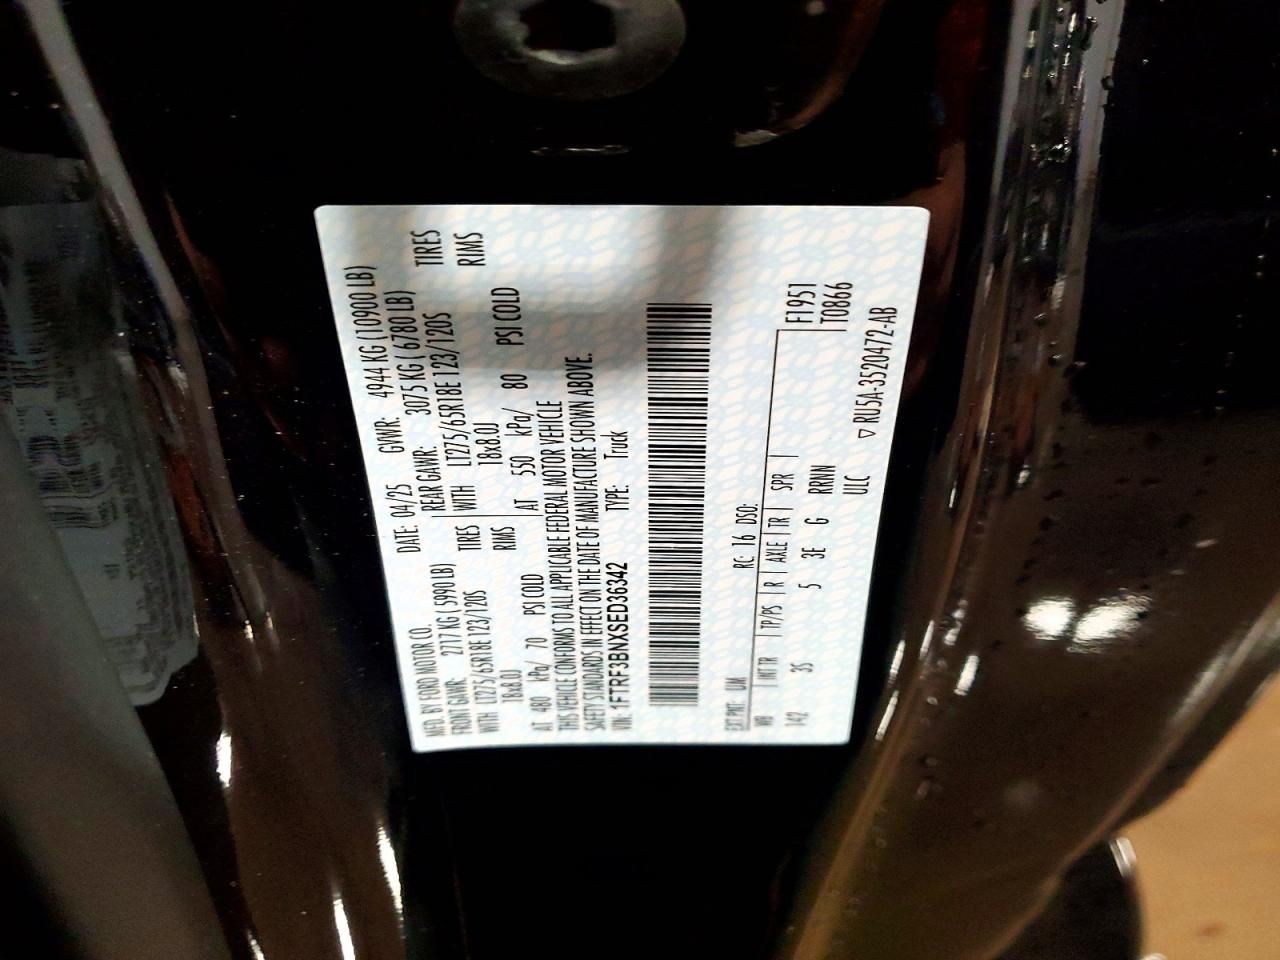 MFD. BY FORD MOTOR CO.
DATE: 04/25 GVWR: 4944 KG (10900 LB)
FRONT GAWR: 2717 KG ( 5990 LB) REAR GAWR: 3075 KG ( 6780 LB)
WITH LT275/65R18E 123/120S TIRES WITH LT275/65R18E 123/120S TIRES
18x8.0J RIMS 18x8.0J RIMS
AT 480 kPa/ 70 PSI COLD AT 550 kPa/ 80 PSI COLD
THIS VEHICLE CONFORMS TO ALL APPLICABLE FEDERAL MOTOR VEHICLE
SAFETY STANDARDS IN EFFECT ON THE DATE OF MANUFACTURE SHOWN ABOVE.
VIN: 1FTRF3BNXSED36342 TYPE: Truck
EXT PNT: UM RC: 16 DSO: F1951
WB INT TR TP/PS R AXLE TR SPR T0866
142 3S 5 3E G RRNN
ULC ▽ RU5A-3520472-AB